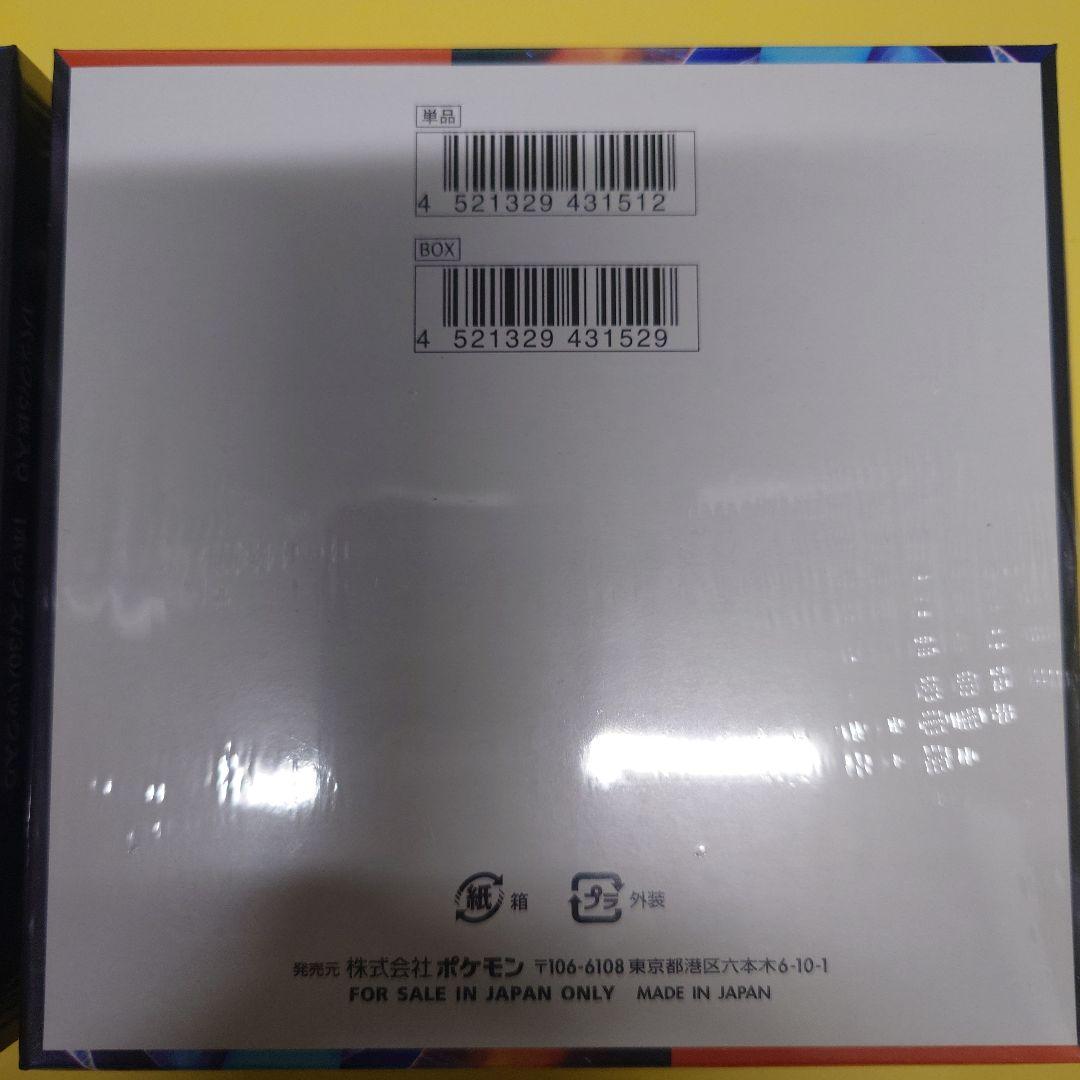 単品
4 521329 431512
BOX
4 521329 431529
紙 箱 プラ 外装
発売元 株式会社 ポケモン 〒106-6108 東京都港区六本木6-10-1
FOR SALE IN JAPAN ONLY MADE IN JAPAN